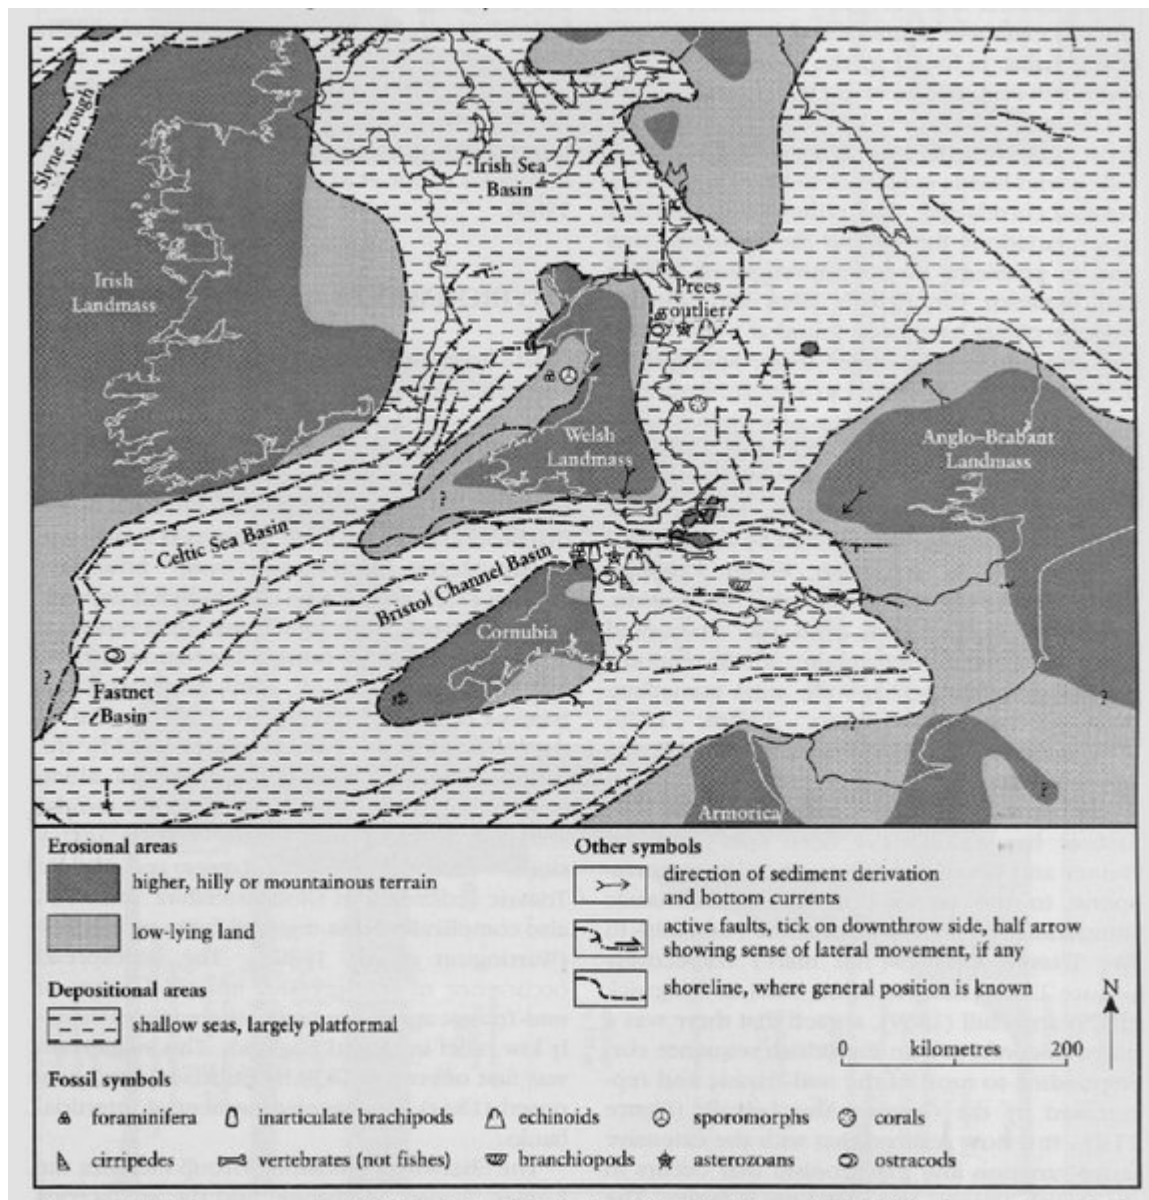 Slyne Trough
Irish Sea
Basin
Irish
Landmass
Prees
outlier
Welsh
Landmass
Anglo–Brabant
Landmass
?
Celtic Sea Basin
Bristol Channel Basin
Cornubia
?
?
Fastnet
Basin
?
?
?
Armorica
Erosional areas
higher, hilly or mountainous terrain
low-lying land
Depositional areas
shallow seas, largely platformal
Other symbols
direction of sediment derivation
and bottom currents
active faults, tick on downthrow side, half arrow
showing sense of lateral movement, if any
shoreline, where general position is known
N
0 kilometres 200
Fossil symbols
foraminifera inarticulate brachipods echinoids sporomorphs corals
cirripedes vertebrates (not fishes) branchiopods asterozoans ostracods